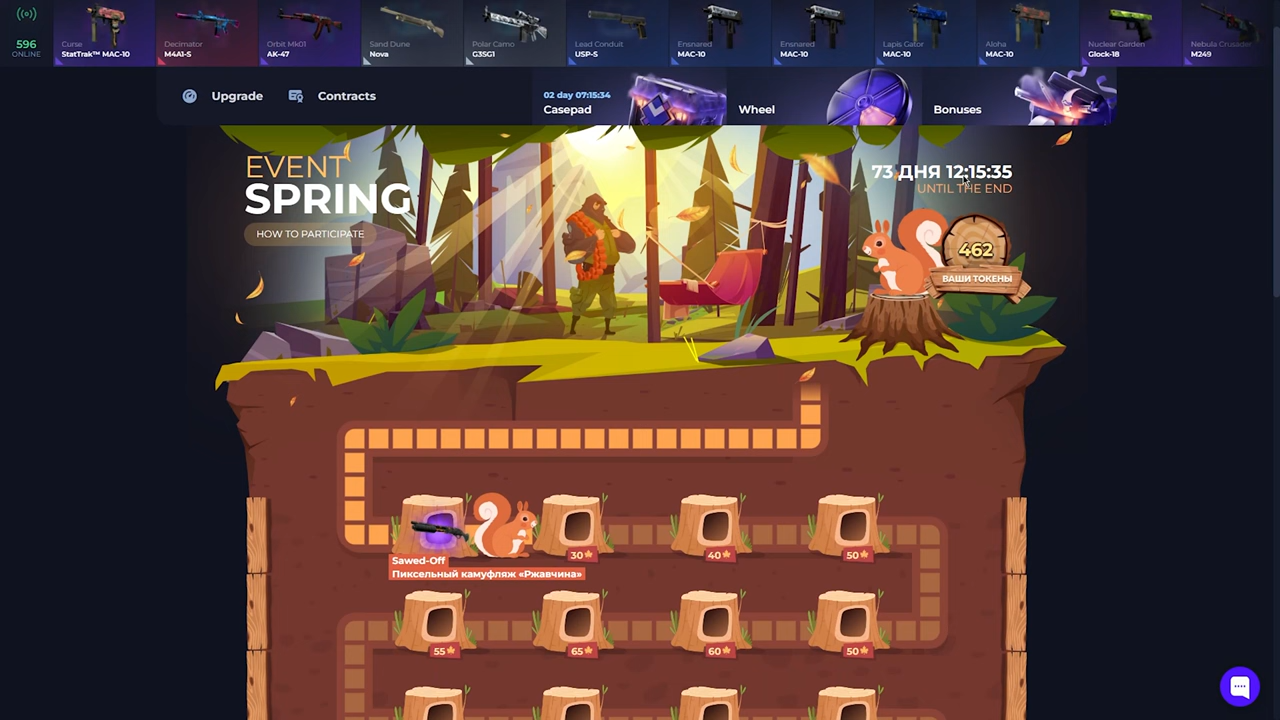 596
ONLINE
Curse
StatTrak™ MAC-10
Decimator
M4A1-S
Orbit Mk01
AK-47
Sand Dune
Nova
Polar Camo
G3SG1
Lead Conduit
USP-S
Ensnared
MAC-10
Ensnared
MAC-10
Lapis Gator
MAC-10
Aloha
MAC-10
Nuclear Garden
Glock-18
Nebula Crusader
M249
Upgrade
Contracts
02 day 07:15:34
Casepad
Wheel
Bonuses
EVENT
SPRING
HOW TO PARTICIPATE
73 ДНЯ 12:15:35
UNTIL THE END
462
ВАШИ ТОКЕНЫ
30
40
50
Sawed-Off
Пиксельный камуфляж «Ржавчина»
55
65
60
50